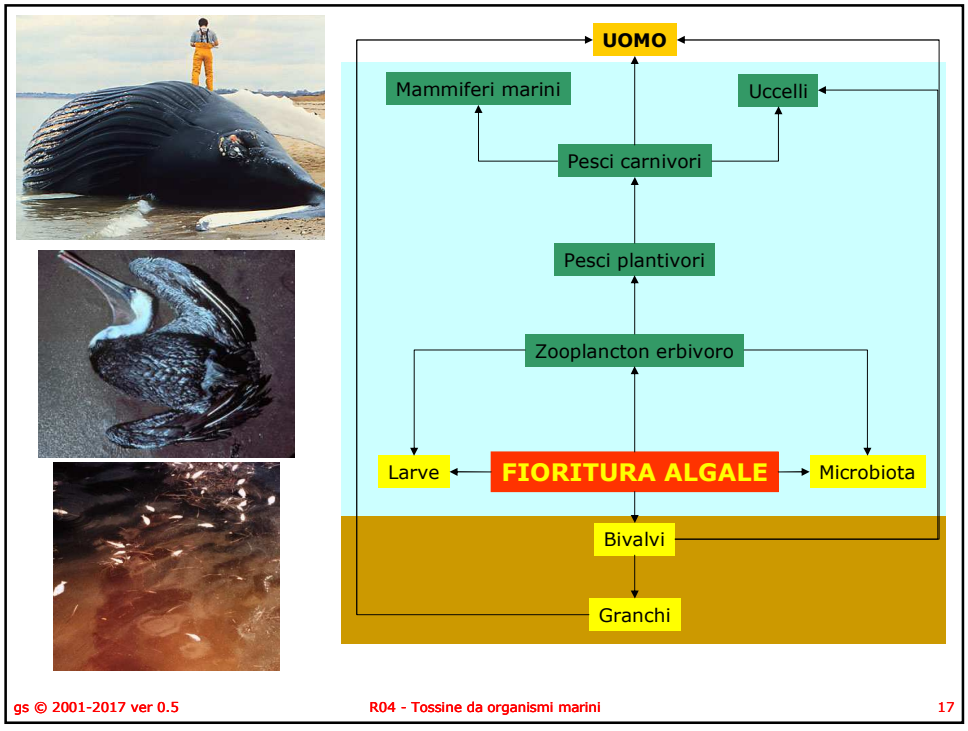 UOMO
Mammiferi marini
Uccelli
Pesci carnivori
Pesci plantivori
Zooplancton erbivoro
Larve
FIORITURA ALGALE
Microbiota
Bivalvi
Granchi
gs © 2001-2017 ver 0.5
R04 - Tossine da organismi marini
17